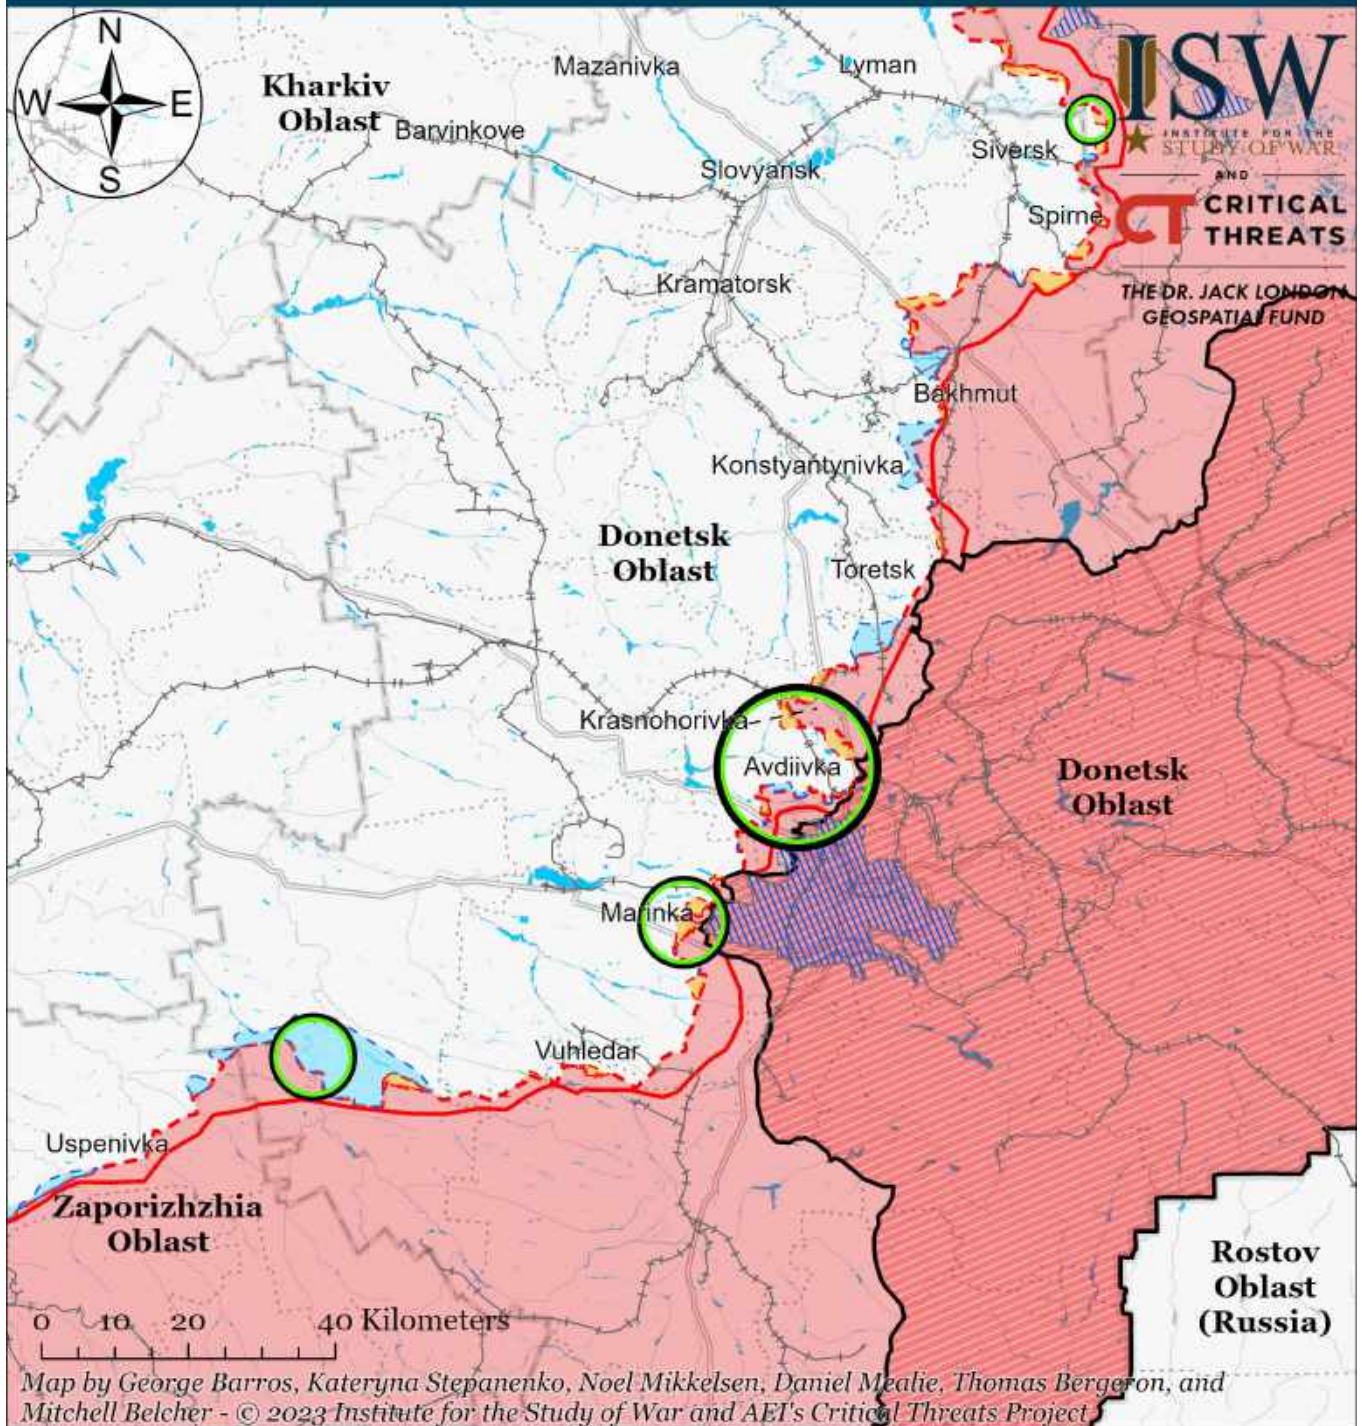 N
W
E
S
Kharkiv
Oblast
Mazanivka
Lyman
Barvinkove
Siversk
Slovyansk
Spirne
Kramatorsk
ISW
INSTITUTE FOR THE
STUDY OF WAR
AND
CT CRITICAL
THREATS
THE DR. JACK LONDON
GEOSPATIAL FUND
Bakhmut
Konstyantynivka
Donetsk
Oblast
Toretsk
Krasnohorivka
Avdiivka
Donetsk
Oblast
Marinka
Vuhledar
Uspenivka
Zaporizhzhia
Oblast
Rostov
Oblast
(Russia)
0 10 20 40 Kilometers
Map by George Barros, Kateryna Stepanenko, Noel Mikkelsen, Daniel Mealie, Thomas Bergeron, and
Mitchell Belcher - © 2023 Institute for the Study of War and AEI's Critical Threats Project